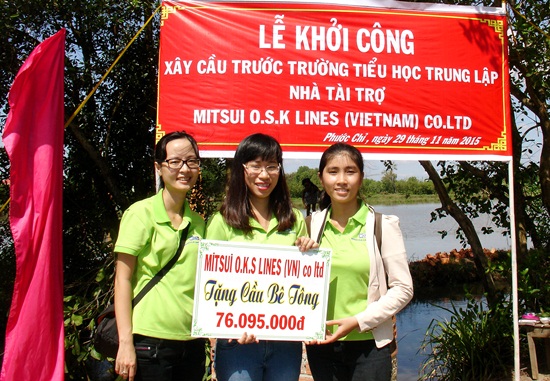 LỄ KHỞI CÔNG
XÂY CẦU TRƯỚC TRƯỜNG TIỂU HỌC TRUNG LẬP
NHÀ TÀI TRỢ
MITSUI O.S.K LINES (VIETNAM) CO.LTD
Phước Chỉ, ngày 29 tháng 11 năm 2015
MITSUI O.K.S LINES (VN) co ltd
Tặng Cầu Bê Tông
76.095.000đ